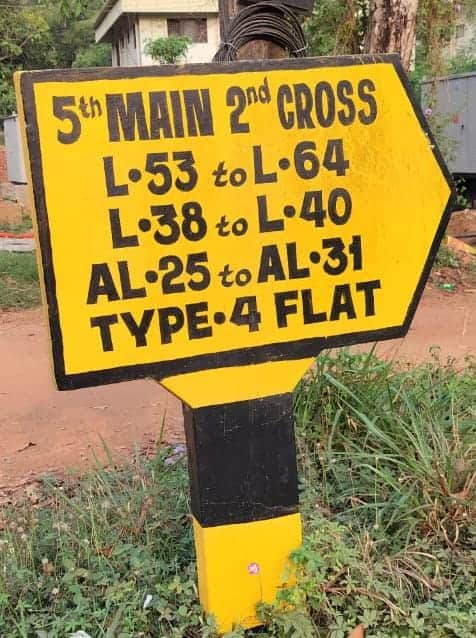 5th MAIN 2nd CROSS
L·53 to L·64
L·38 to L·40
AL·25 to AL·31
TYPE·4 FLAT